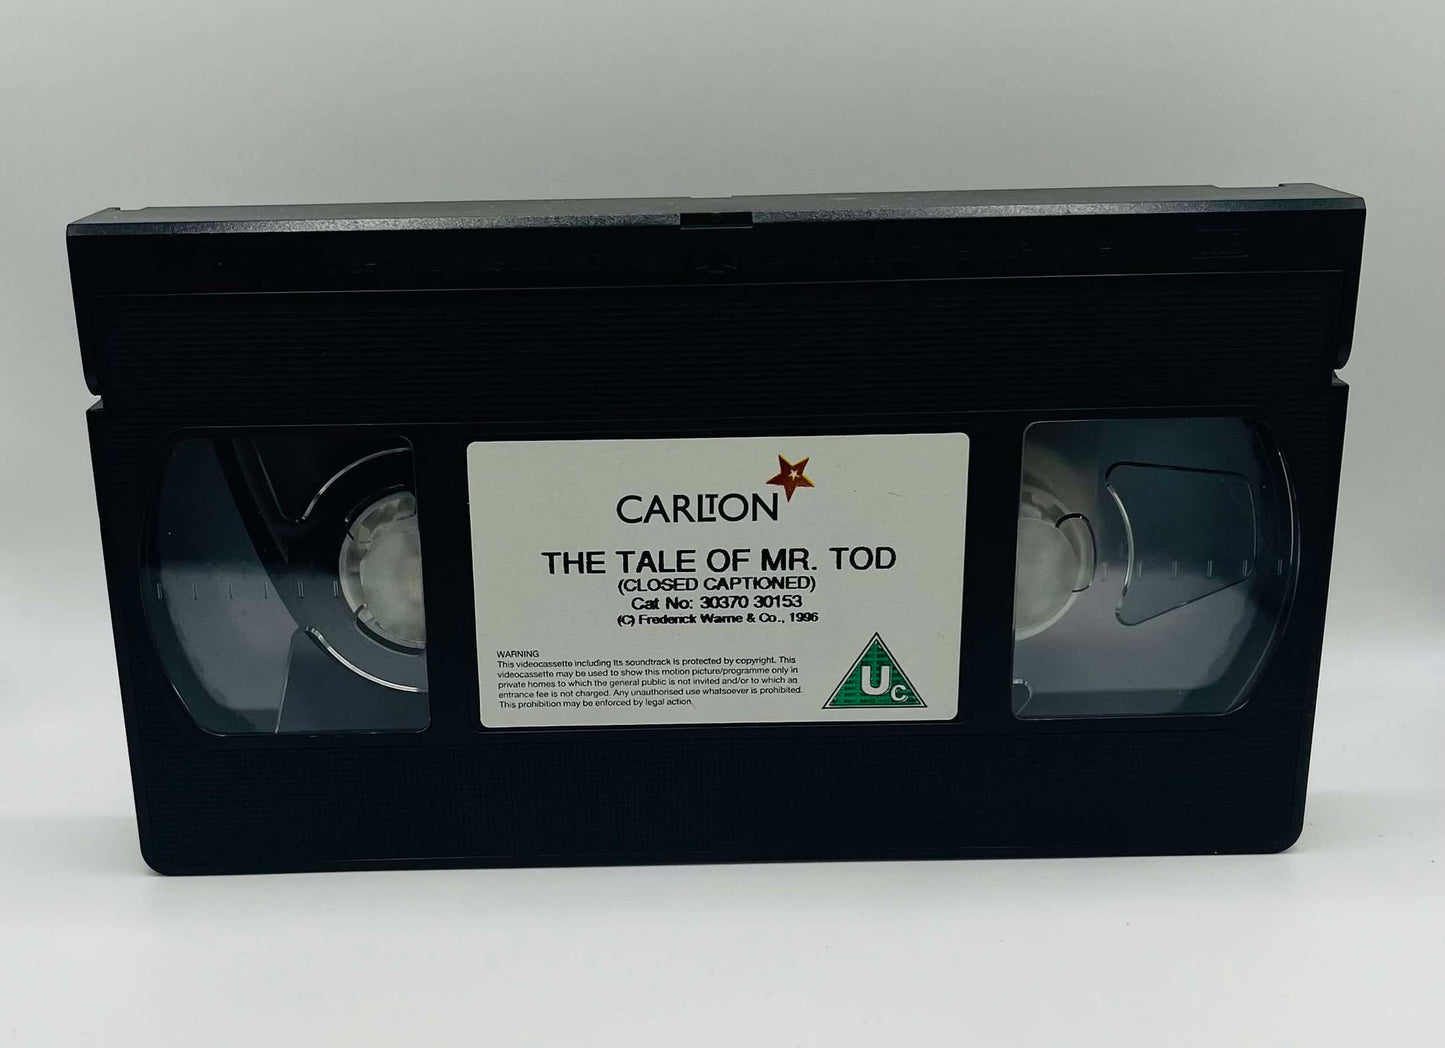 CARLTON
THE TALE OF MR. TOD
(CLOSED CAPTIONED)
Cat No: 30370 30153
(C) Frederick Warne & Co., 1996
WARNING
This videocassette including its soundtrack is protected by copyright. This
videocassette may be used to show this motion picture/programme only in
private homes to which the general public is not invited and/or to which an
entrance fee is not charged. Any unauthorised use whatsoever is prohibited.
This prohibition may be enforced by legal action.
Uc